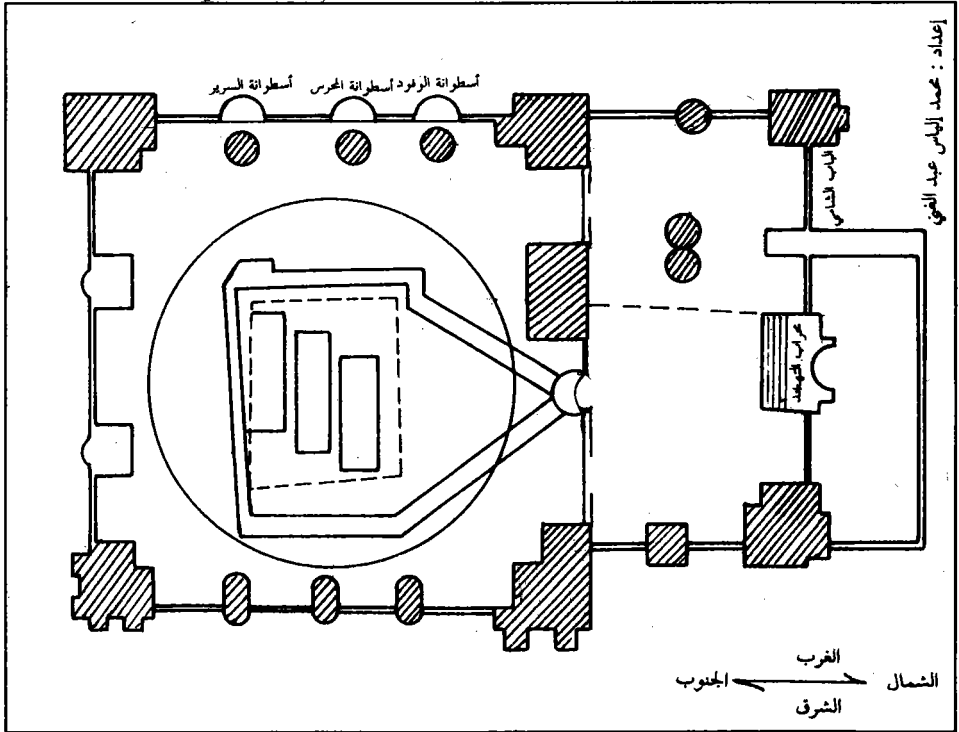 إعداد : محمد إلياس عبد الغني
أسطوانة الوفود
أسطوانة المحرس
أسطوانة السرير
الباب الشامي
محراب التهجد
الغرب
الشمال
الجنوب
الشرق